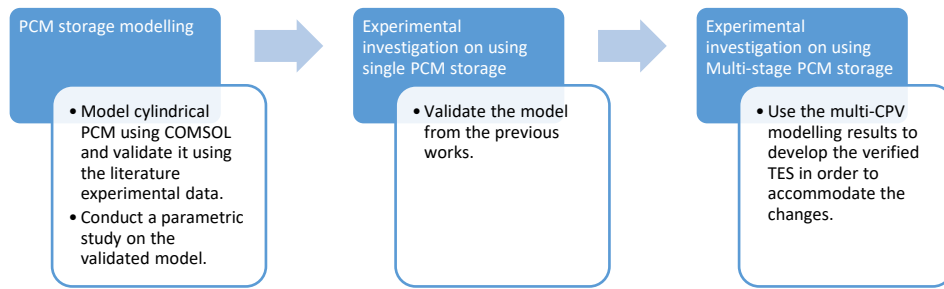 PCM storage modelling
• Model cylindrical
PCM using COMSOL
and validate it using
the literature
experimental data.
• Conduct a parametric
study on the
validated model.
Experimental
investigation on using
single PCM storage
• Validate the model
from the previous
works.
Experimental
investigation on using
Multi-stage PCM storage
• Use the multi-CPV
modelling results to
develop the verified
TES in order to
accommodate the
changes.